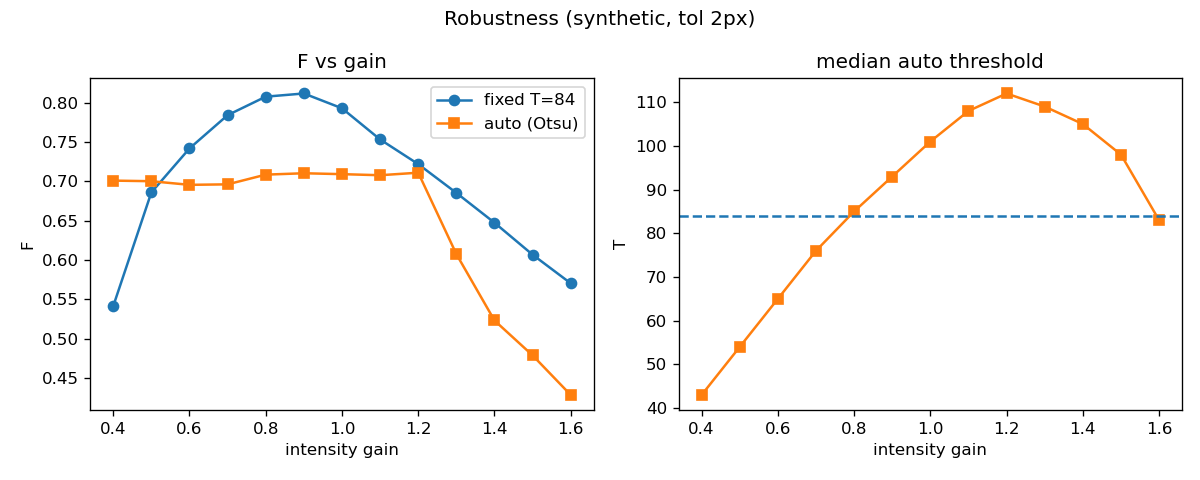 Robustness (synthetic, tol 2px)
F vs gain
0.80
0.75
0.70
0.65
0.60
0.55
0.50
0.45
F
0.4 0.6 0.8 1.0 1.2 1.4 1.6
intensity gain
fixed T=84
auto (Otsu)
median auto threshold
110
100
90
80
70
60
50
40
T
0.4 0.6 0.8 1.0 1.2 1.4 1.6
intensity gain